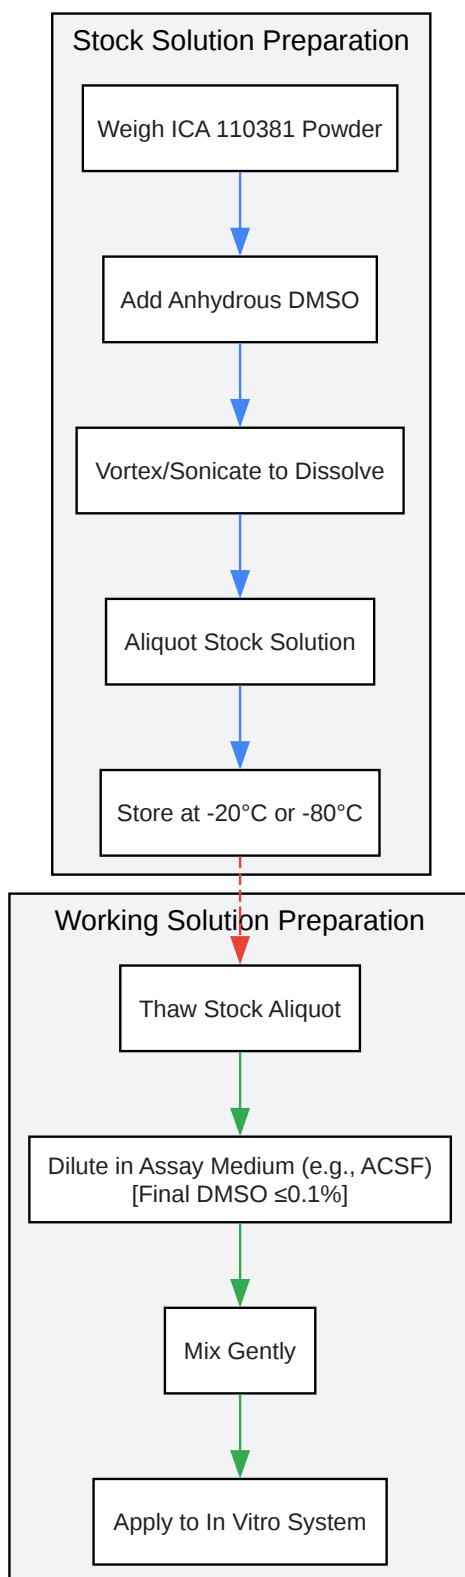 Stock Solution Preparation
Weigh ICA 110381 Powder
Add Anhydrous DMSO
Vortex/Sonicate to Dissolve
Aliquot Stock Solution
Store at -20°C or -80°C
Working Solution Preparation
Thaw Stock Aliquot
Dilute in Assay Medium (e.g., ACSF)
[Final DMSO ≤0.1%]
Mix Gently
Apply to In Vitro System